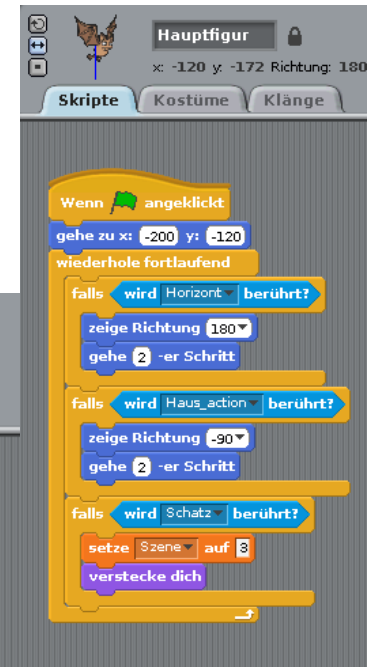 Hauptfigur
x: -120 y: -172 Richtung: 180
Skripte Kostüme Klänge
Wenn angeklickt
gehe zu x: -200 y: -120
wiederhole fortlaufend
falls wird Horizont berührt?
zeige Richtung 180
gehe 2 -er Schritt
falls wird Haus_action berührt?
zeige Richtung -90
gehe 2 -er Schritt
falls wird Schatz berührt?
setze Szene auf 3
verstecke dich